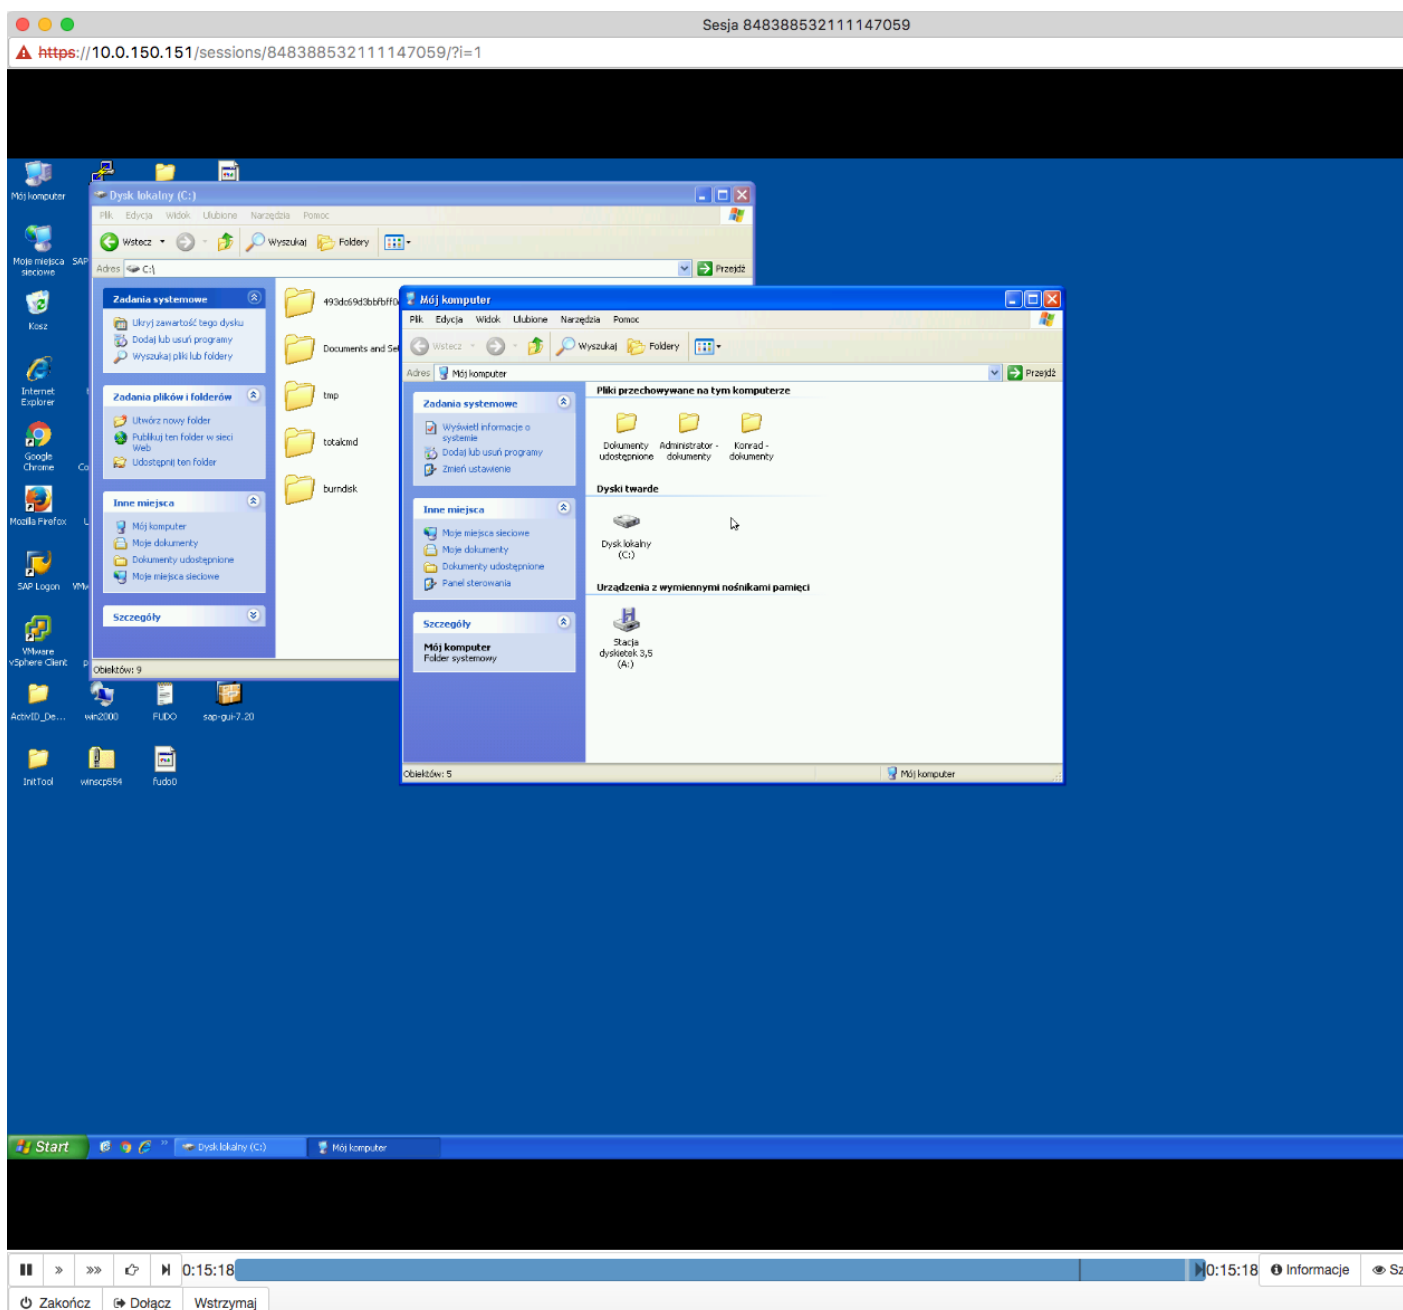 Sesja 848388532111147059
https://10.0.150.151/sessions/848388532111147059/?i=1
Mój komputer
Moje miejsca
sieciowe
SAP
Kosz
Internet
Explorer
Google
Chrome
Co
Mozilla Firefox
SAP Logon
VMware
vSphere Client
ActivID_De...
win2000
FUDO
sap-gui-7.20
InitTool
winscp554
fudo0
Dysk lokalny (C:)
Plik Edycja Widok Ulubione Narzędzia Pomoc
Wstecz Wyszukaj Foldery
Adres C:\ Przejdź
Zadania systemowe
Ukryj zawartość tego dysku
Dodaj lub usuń programy
Wyszukaj pliki lub foldery
Zadania plików i folderów
Utwórz nowy folder
Publikuj ten folder w sieci
Web
Udostępnij ten folder
Inne miejsca
Mój komputer
Moje dokumenty
Dokumenty udostępnione
Moje miejsca sieciowe
Szczegóły
Documents and Set
tmp
totalcmd
burndisk
Obiektów: 9
Mój komputer
Plik Edycja Widok Ulubione Narzędzia Pomoc
Wstecz Wyszukaj Foldery
Adres Mój komputer Przejdź
Zadania systemowe
Wyświetl informacje o
systemie
Dodaj lub usuń programy
Zmień ustawienie
Inne miejsca
Moje miejsca sieciowe
Moje dokumenty
Dokumenty udostępnione
Panel sterowania
Szczegóły
Mój komputer
Folder systemowy
Pliki przechowywane na tym komputerze
Dokumenty
udostępnione
Administrator -
dokumenty
Konrad -
dokumenty
Dyski twarde
Dysk lokalny
(C:)
Urządzenia z wymiennymi nośnikami pamięci
Stacja
dyskietek 3,5
(A:)
Obiektów: 5 Mój komputer
Start Dysk lokalny (C:) Mój komputer
0:15:18 0:15:18 Informacje Sz
Zakończ Dołącz Wstrzymaj